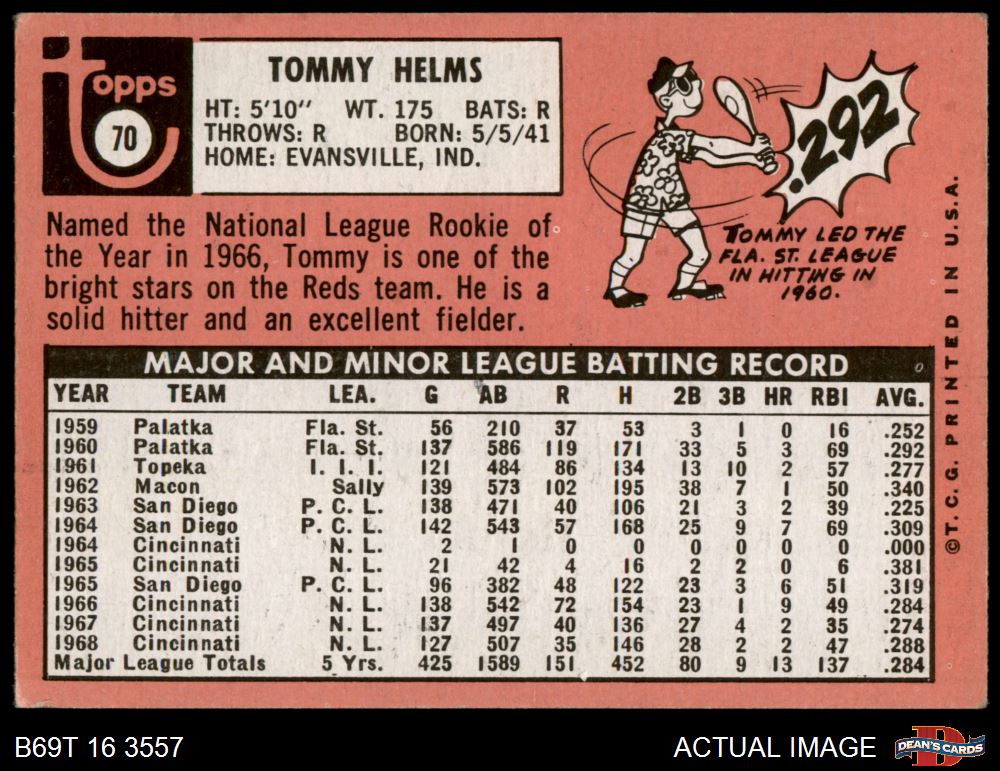 Topps
70
TOMMY HELMS
HT: 5'10" WT. 175 BATS: R
THROWS: R BORN: 5/5/41
HOME: EVANSVILLE, IND.
Named the National League Rookie of
the Year in 1966, Tommy is one of the
bright stars on the Reds team. He is a
solid hitter and an excellent fielder.
.292
TOMMY LED THE
FLA. ST. LEAGUE
IN HITTING IN
1960.
MAJOR AND MINOR LEAGUE BATTING RECORD
YEAR TEAM LEA. G AB R H 2B 3B HR RBI AVG.
1959 Palatka Fla. St. 56 210 37 53 3 1 0 16 .252
1960 Palatka Fla. St. 137 586 119 171 33 5 3 69 .292
1961 Topeka I. I. I. 121 484 86 134 13 10 2 57 .277
1962 Macon Sally 139 573 102 195 38 7 1 50 .340
1963 San Diego P. C. L. 138 471 40 106 21 3 2 39 .225
1964 San Diego P. C. L. 142 543 57 168 25 9 7 69 .309
1964 Cincinnati N. L. 2 1 0 0 0 0 0 0 .000
1965 Cincinnati N. L. 21 42 4 16 2 2 0 6 .381
1965 San Diego P. C. L. 96 382 48 122 23 3 6 51 .319
1966 Cincinnati N. L. 138 542 72 154 23 1 9 49 .284
1967 Cincinnati N. L. 137 497 40 136 27 4 2 35 .274
1968 Cincinnati N. L. 127 507 35 146 28 2 2 47 .288
Major League Totals 5 Yrs. 425 1589 151 452 80 9 13 137 .284
©T.C.G. PRINTED IN U.S.A.
B69T 16 3557
ACTUAL IMAGE
DEAN'S CARDS